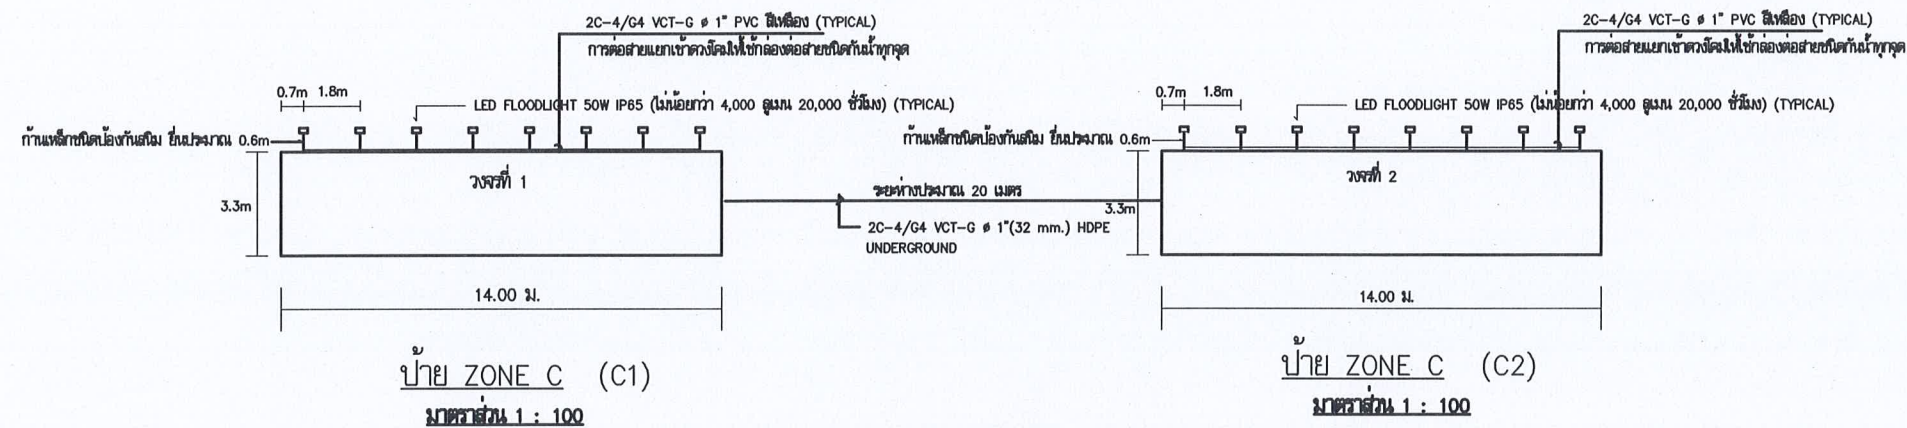 2C-4/G4 VCT-G ø 1" PVC สีเหลือง (TYPICAL)
การต่อสายแยกเข้าดวงโคมให้ใช้กล่องต่อสายชนิดกันน้ำทุกจุด
0.7m 1.8m
LED FLOODLIGHT 50W IP65 (ไม่น้อยกว่า 4,000 ลูเมน 20,000 ชั่วโมง) (TYPICAL)
ก้านเหล็กชนิดป้องกันสนิม ยื่นประมาณ 0.6m
วงจรที่ 1
3.3m
14.00 ม.
ป้าย ZONE C (C1)
มาตราส่วน 1 : 100
ระยะห่างประมาณ 20 เมตร
2C-4/G4 VCT-G ø 1"(32 mm.) HDPE
UNDERGROUND
2C-4/G4 VCT-G ø 1" PVC สีเหลือง (TYPICAL)
การต่อสายแยกเข้าดวงโคมให้ใช้กล่องต่อสายชนิดกันน้ำทุกจุด
0.7m 1.8m
LED FLOODLIGHT 50W IP65 (ไม่น้อยกว่า 4,000 ลูเมน 20,000 ชั่วโมง) (TYPICAL)
ก้านเหล็กชนิดป้องกันสนิม ยื่นประมาณ 0.6m
วงจรที่ 2
3.3m
14.00 ม.
ป้าย ZONE C (C2)
มาตราส่วน 1 : 100